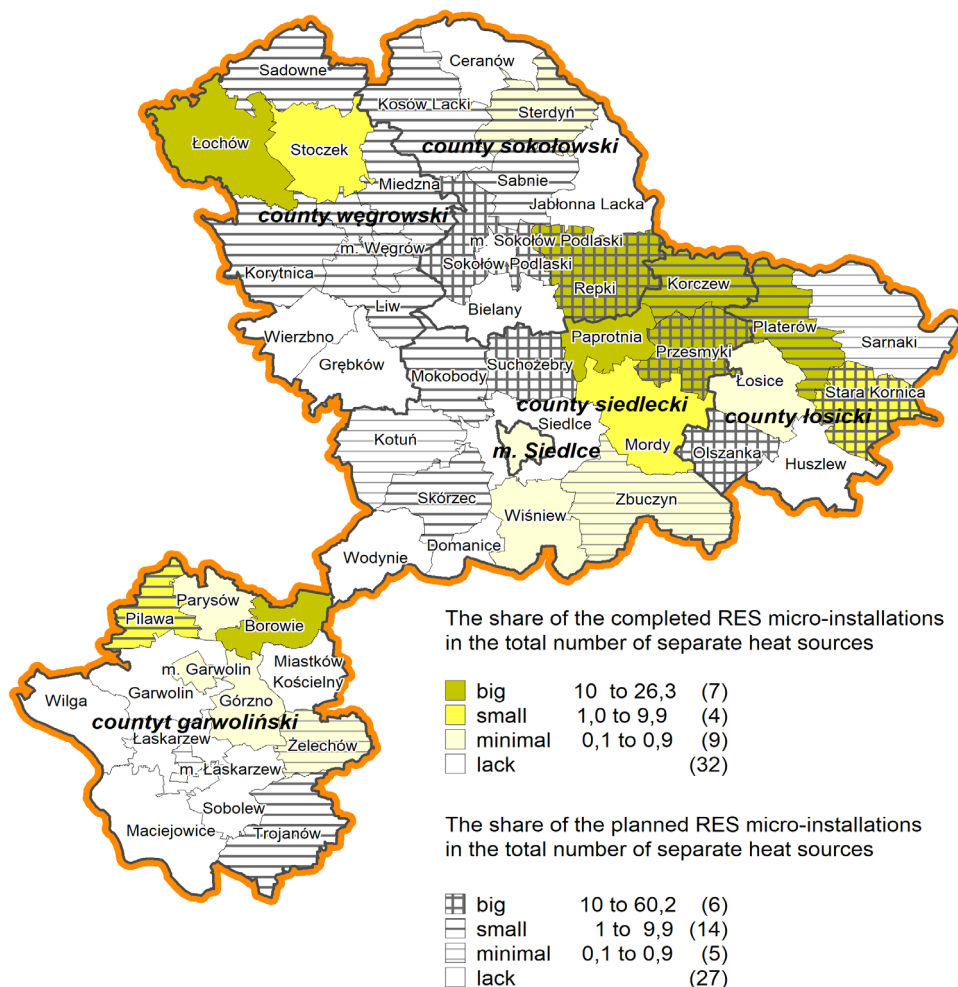 Ceranów
Sadowne
Kosów Lacki
Sterdyń
Łochów
Stoczek
county sokołowski
Miedzna
Sabnie
Jabłonna Lacka
county węgrowski
m. Węgrów
m. Sokołów Podlaski
Sokołów Podlaski
Korytnica
Repki
Korczew
Liw
Bielany
Wierzbno
Paprotnia
Przesmyki
Platerów
Sarnaki
Grębków
Mokobody
Suchożebry
Łosice
Stara Kornica
county siedlecki
Siedlce
county łosicki
Kotuń
m. Siedlce
Mordy
Olszanka
Huszlew
Skórzec
Zbuczyn
Wiśniew
Domanice
Wodynie
Parysów
Pilawa
Borowie
m. Garwolin
Miastków
Kościelny
Wilga
Garwolin
Górzno
countyt garwoliński
Łaskarzew
Żelechów
m. Łaskarzew
Sobolew
Maciejowice
Trojanów
The share of the completed RES micro-installations
in the total number of separate heat sources
big 10 to 26,3 (7)
small 1,0 to 9,9 (4)
minimal 0,1 to 0,9 (9)
lack (32)
The share of the planned RES micro-installations
in the total number of separate heat sources
big 10 to 60,2 (6)
small 1 to 9,9 (14)
minimal 0,1 to 0,9 (5)
lack (27)